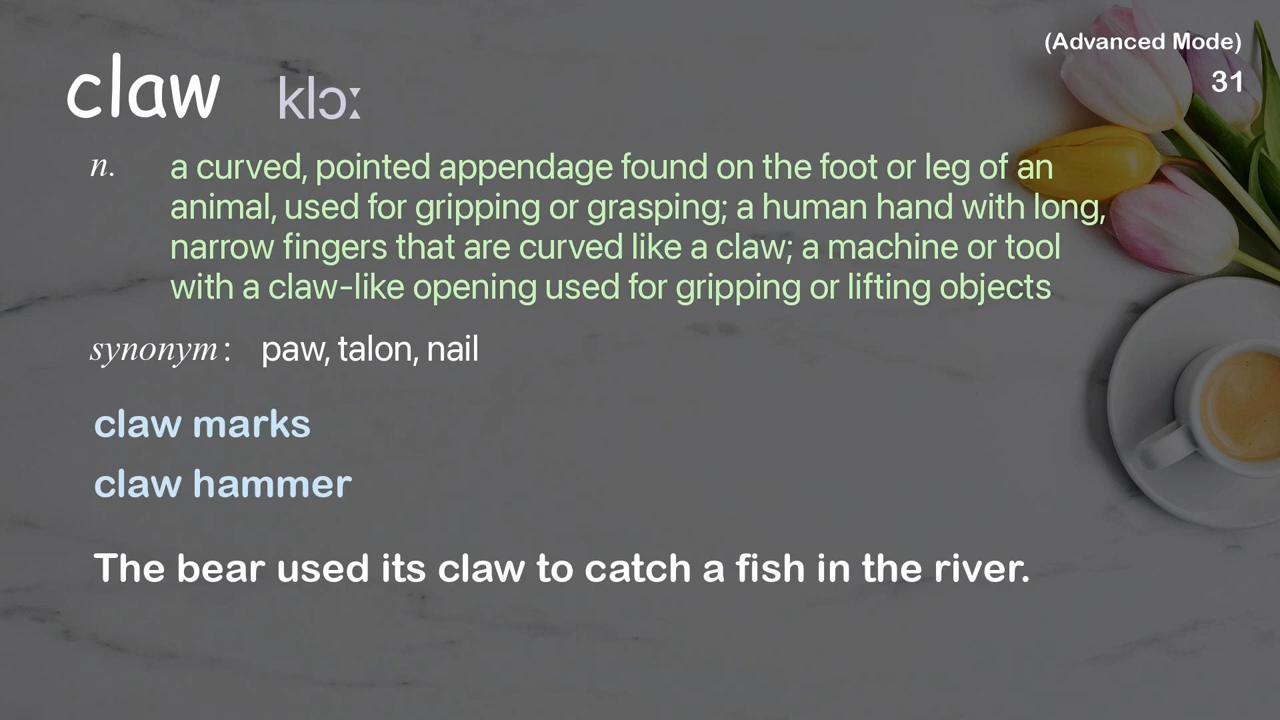 (Advanced Mode)
31
claw klɔː
n. a curved, pointed appendage found on the foot or leg of an
animal, used for gripping or grasping; a human hand with long,
narrow fingers that are curved like a claw; a machine or tool
with a claw-like opening used for gripping or lifting objects
synonym: paw, talon, nail
claw marks
claw hammer
The bear used its claw to catch a fish in the river.